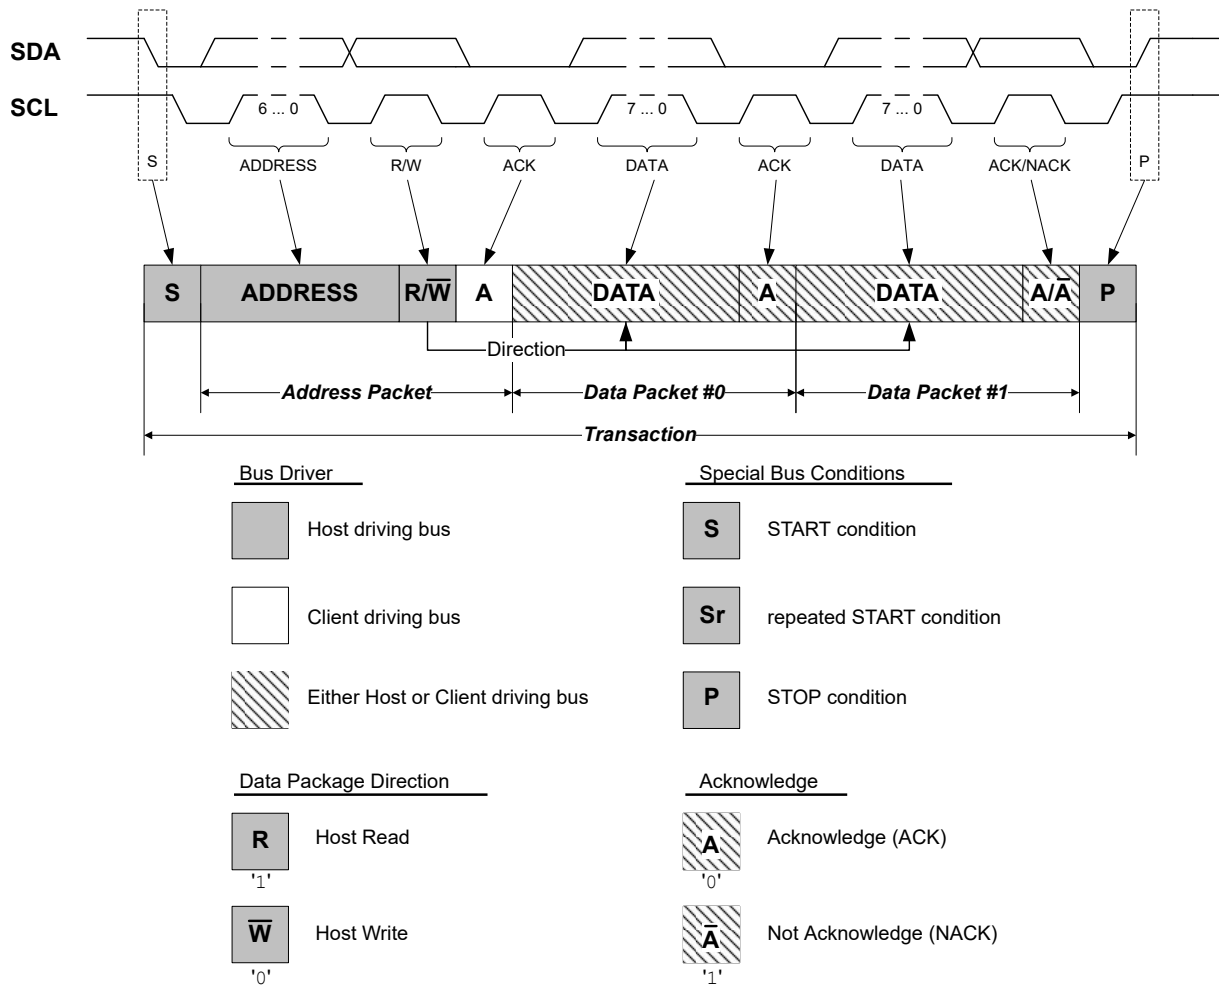 SDA
SCL
6 ... 0
7 ... 0
7 ... 0
S
ADDRESS
R/W
ACK
DATA
ACK
DATA
ACK/NACK
P
S
ADDRESS
R/W̅
A
DATA
A
DATA
A/A̅
P
Direction
Address Packet
Data Packet #0
Data Packet #1
Transaction
Bus Driver
Host driving bus
Client driving bus
Either Host or Client driving bus
Special Bus Conditions
S
START condition
Sr
repeated START condition
P
STOP condition
Data Package Direction
R
Host Read
'1'
W̅
Host Write
'0'
Acknowledge
A
Acknowledge (ACK)
'0'
A̅
Not Acknowledge (NACK)
'1'